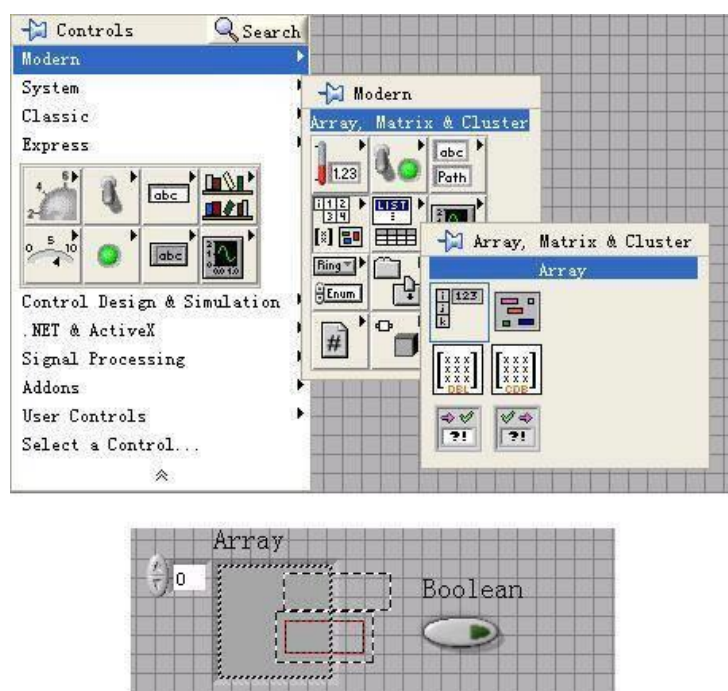 Controls Search
Modern
System
Classic
Express
abc
abc
Control Design & Simulation
.NET & ActiveX
Signal Processing
Addons
User Controls
Select a Control...
Modern
Array, Matrix & Cluster
1.23
abc
Path
LIST
Ring
Enum
#
Array, Matrix & Cluster
Array
123
DBL
CDB
?!
?!
Array
0
Boolean